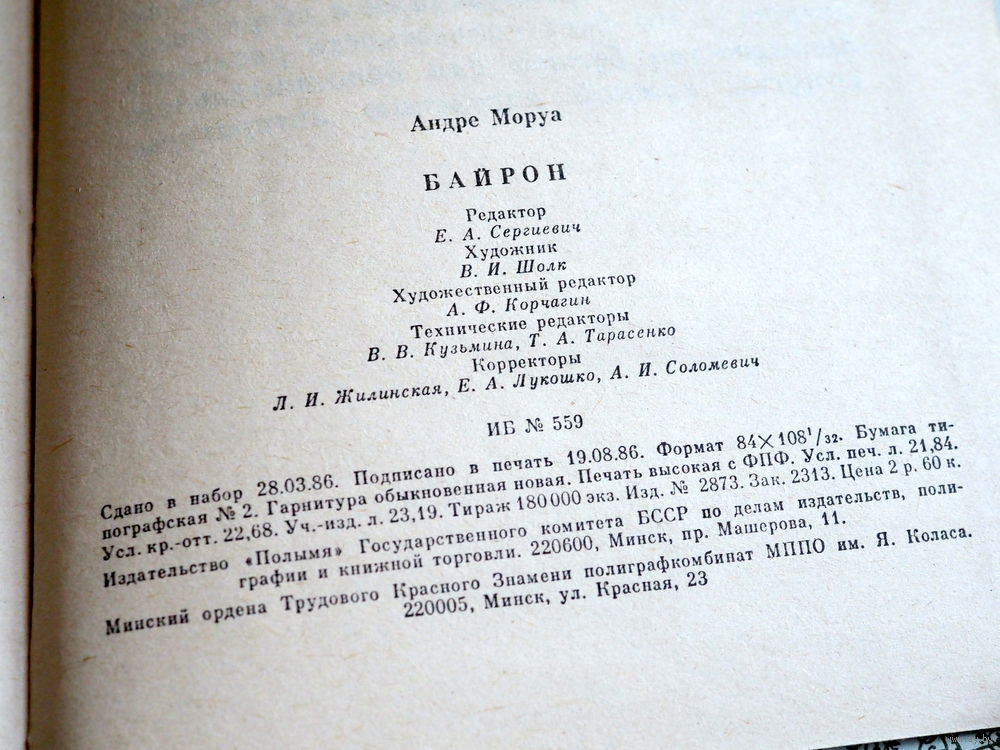 Андре Моруа
БАЙРОН
Редактор
Е. А. Сергиевич
Художник
В. И. Шолк
Художественный редактор
А. Ф. Корчагин
Технические редакторы
В. В. Кузьмина, Т. А. Тарасенко
Корректоры
Л. И. Жилинская, Е. А. Лукошко, А. И. Соломевич
ИБ № 559
Сдано в набор 28.03.86. Подписано в печать 19.08.86. Формат 84×108¹/₃₂. Бумага ти-
пографская № 2. Гарнитура обыкновенная новая. Печать высокая с ФПФ. Усл. печ. л. 21,84.
Усл. кр.-отт. 22,68. Уч.-изд. л. 23,19. Тираж 180 000 экз. Изд. № 2873. Зак. 2313. Цена 2 р. 60 к.
Издательство «Полымя» Государственного комитета БССР по делам издательств, поли-
графии и книжной торговли. 220600, Минск, пр. Машерова, 11.
Минский ордена Трудового Красного Знамени полиграфкомбинат МППО им. Я. Коласа.
220005, Минск, ул. Красная, 23